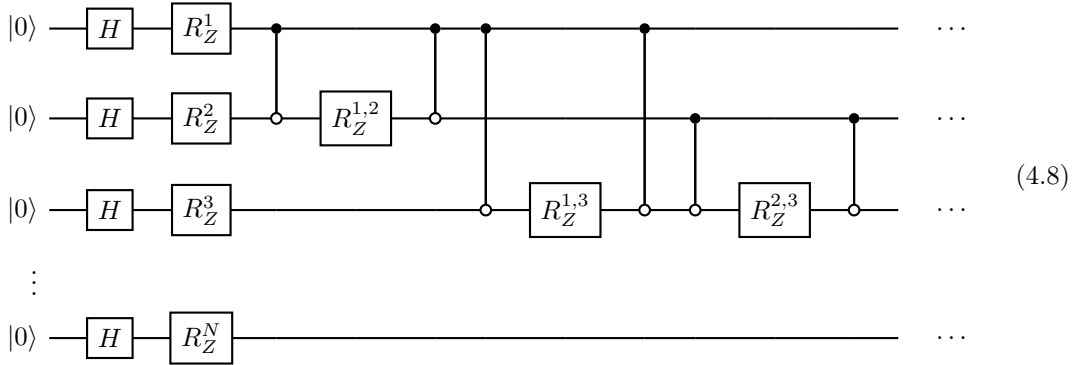 |0⟩ H R_Z^1 ···
|0⟩ H R_Z^2 R_Z^{1,2} ···
|0⟩ H R_Z^3 R_Z^{1,3} R_Z^{2,3} ···
(4.8)
⋮
|0⟩ H R_Z^N ···